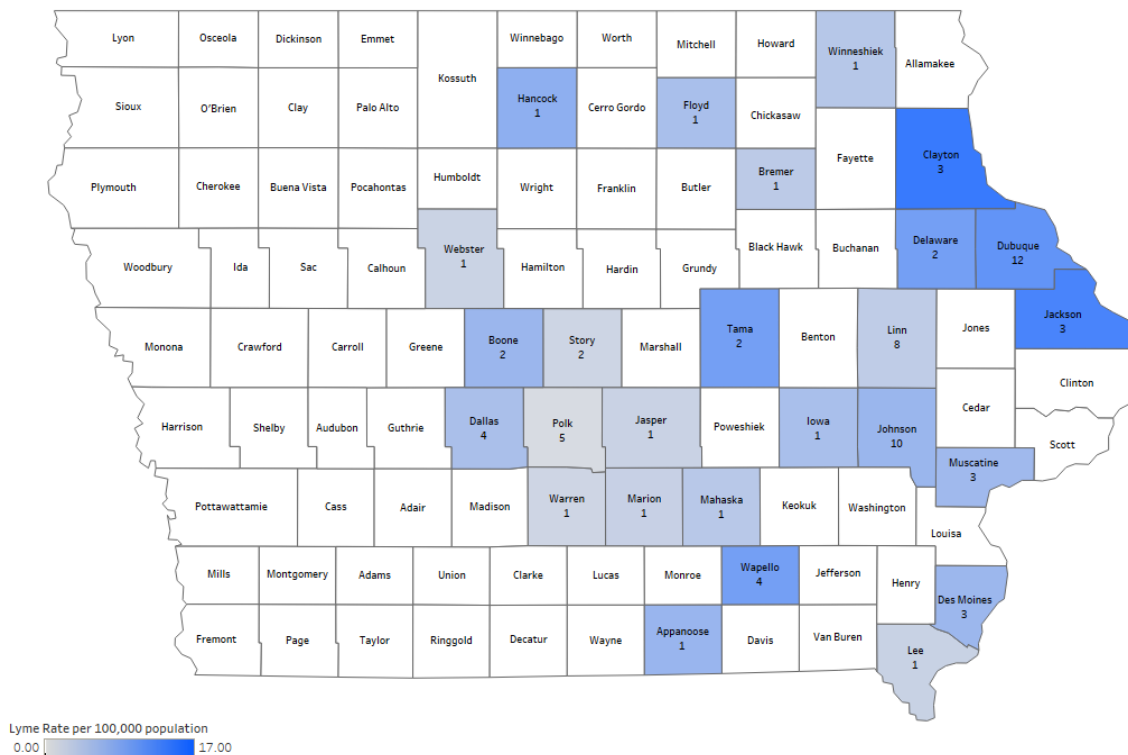 Lyon
Osceola
Dickinson
Emmet
Winnebago
Worth
Mitchell
Howard
Winneshiek
1
Allamakee
Kossuth
Sioux
O'Brien
Clay
Palo Alto
Hancock
1
Cerro Gordo
Floyd
1
Chickasaw
Fayette
Clayton
3
Plymouth
Cherokee
Buena Vista
Pocahontas
Humboldt
Wright
Franklin
Butler
Bremer
1
Woodbury
Ida
Sac
Calhoun
Webster
1
Hamilton
Hardin
Grundy
Black Hawk
Buchanan
Delaware
2
Dubuque
12
Monona
Crawford
Carroll
Greene
Boone
2
Story
2
Marshall
Tama
2
Benton
Linn
8
Jones
Jackson
3
Clinton
Harrison
Shelby
Audubon
Guthrie
Dallas
4
Polk
5
Jasper
1
Poweshiek
Iowa
1
Johnson
10
Cedar
Scott
Muscatine
3
Pottawattamie
Cass
Adair
Madison
Warren
1
Marion
1
Mahaska
1
Keokuk
Washington
Louisa
Mills
Montgomery
Adams
Union
Clarke
Lucas
Monroe
Wapello
4
Jefferson
Henry
Des Moines
3
Fremont
Page
Taylor
Ringgold
Decatur
Wayne
Appanoose
1
Davis
Van Buren
Lee
1
Lyme Rate per 100,000 population
0.00 17.00